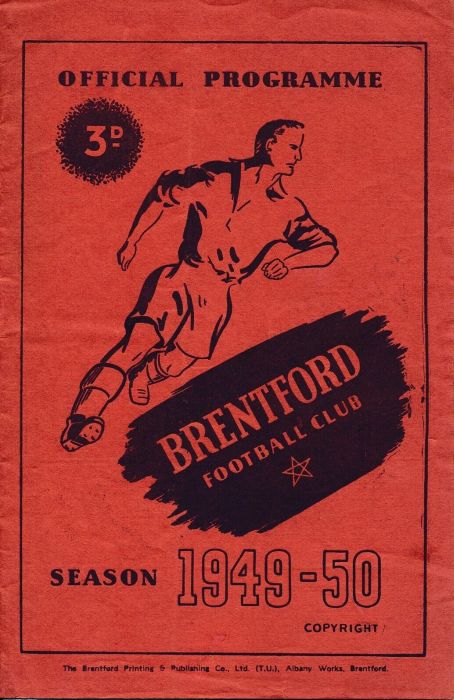 OFFICIAL PROGRAMME
3D
BRENTFORD
FOOTBALL CLUB
SEASON 1949-50
COPYRIGHT
The Brentford Printing & Publishing Co., Ltd. (T.U.), Albany Works, Brentford.